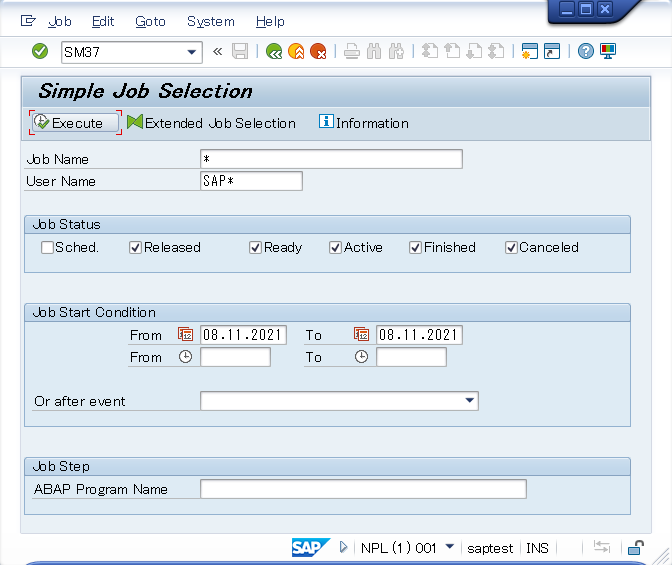 Job Edit Goto System Help
SM37
Simple Job Selection
Execute Extended Job Selection Information
Job Name *
User Name SAP*
Job Status
Sched. Released Ready Active Finished Canceled
Job Start Condition
From 08.11.2021 To 08.11.2021
From To
Or after event
Job Step
ABAP Program Name
SAP NPL (1) 001 saptest INS